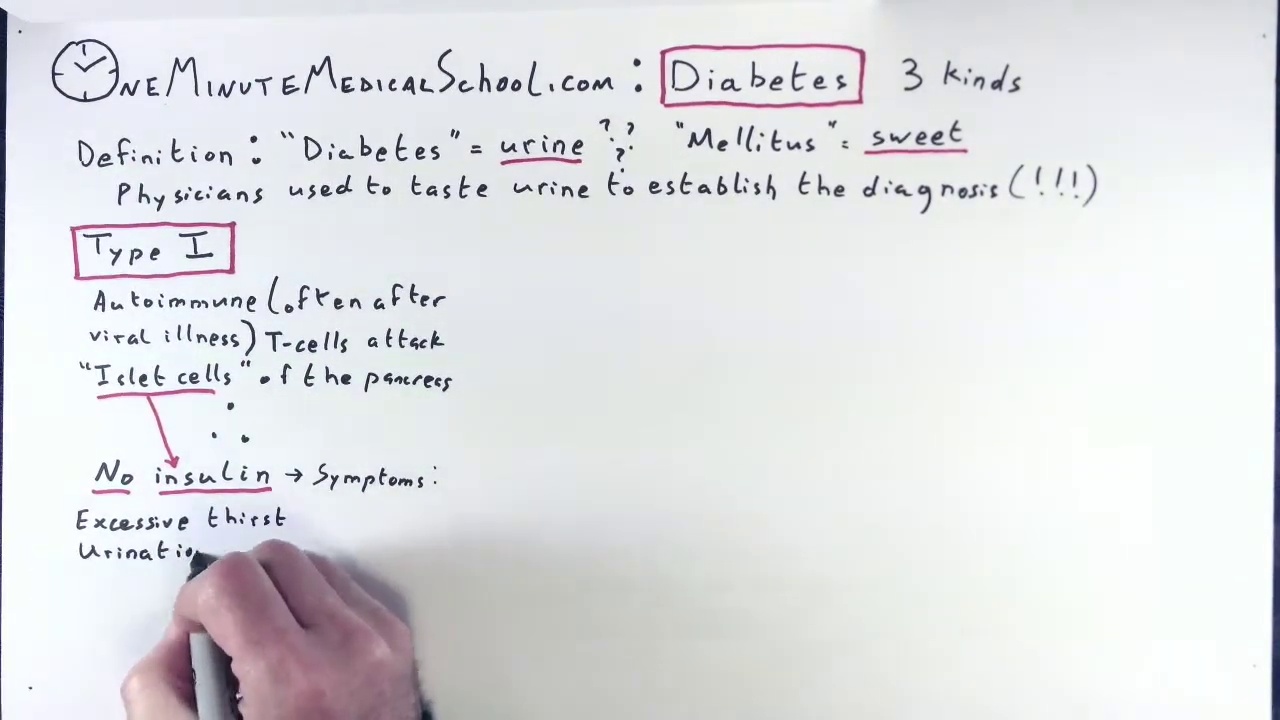 OneMinuteMedicalSchool.com: Diabetes 3 kinds
Definition: "Diabetes" = urine ??? "Mellitus" = sweet
Physicians used to taste urine to establish the diagnosis (!!!)
Type I
Autoimmune (often after
viral illness) T-cells attack
"Islet cells" of the pancreas
No insulin → Symptoms:
Excessive thirst
Urinatio